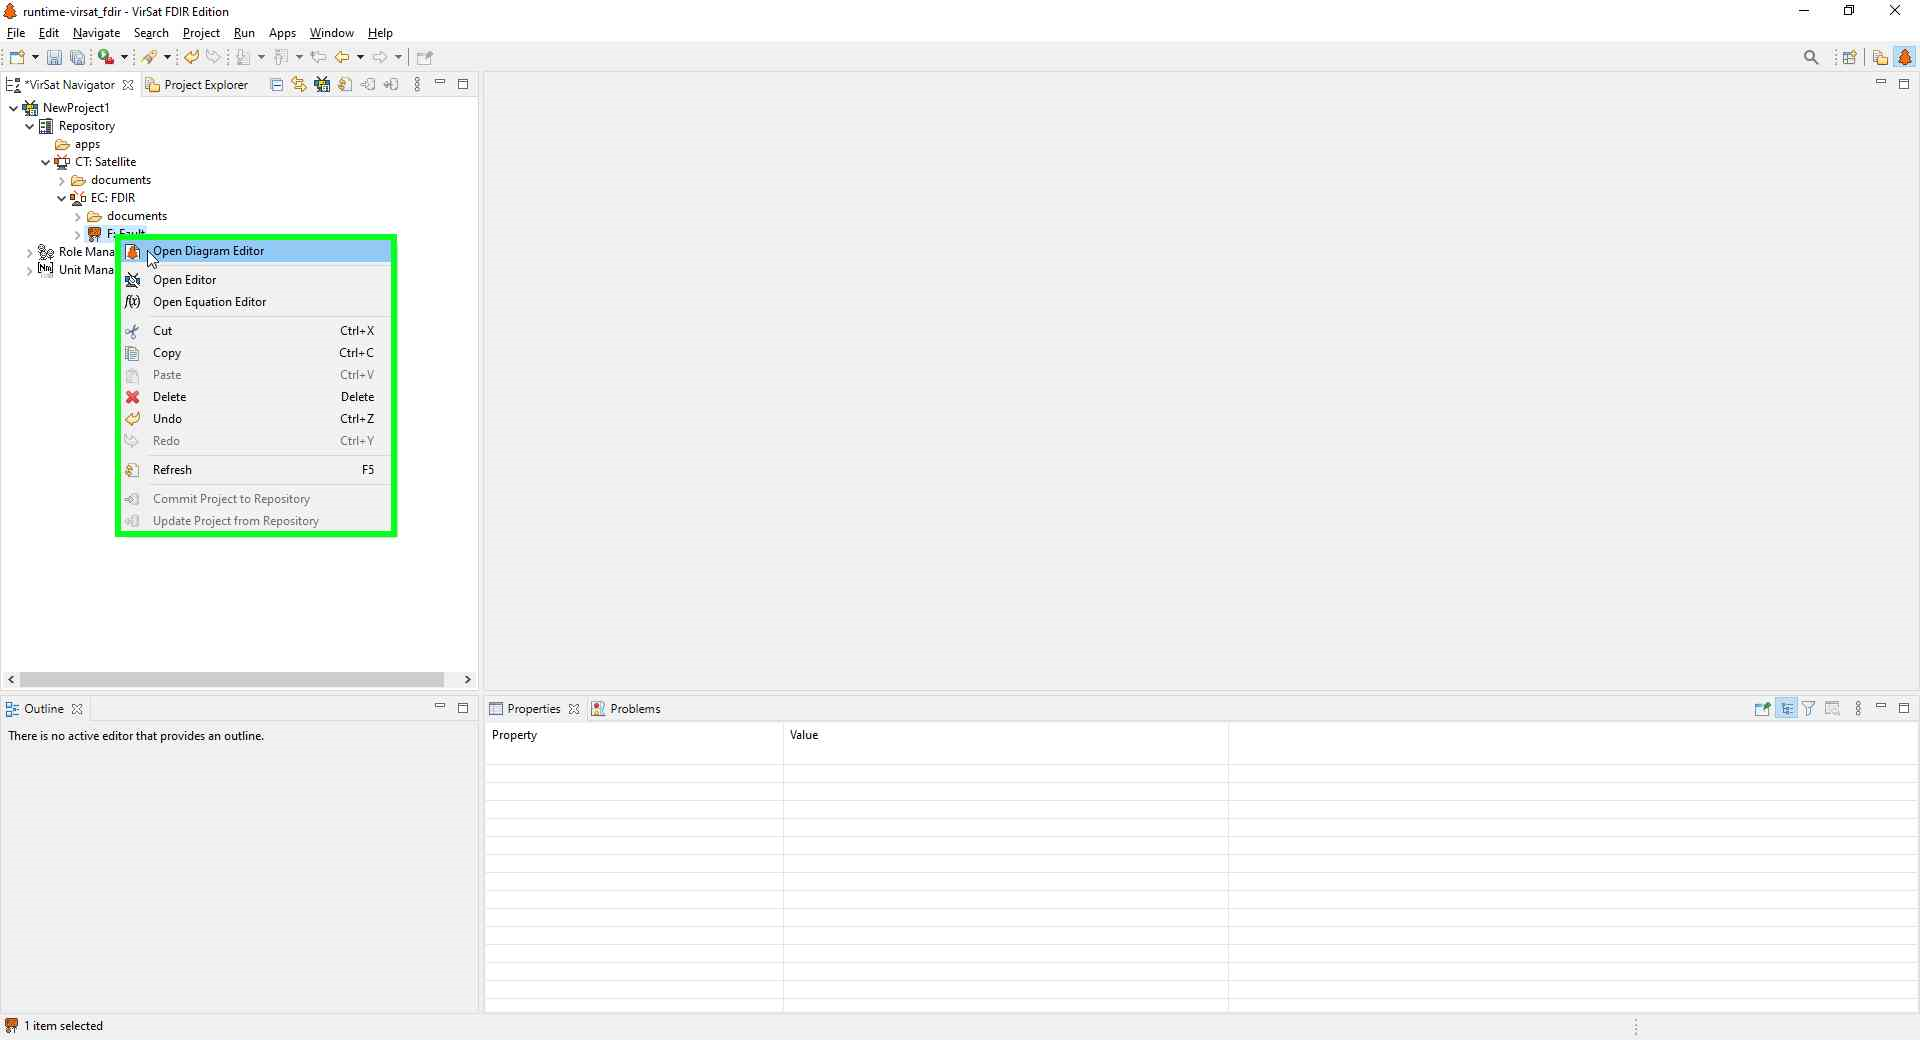 runtime-virsat_fdir - VirSat FDIR Edition
File Edit Navigate Search Project Run Apps Window Help
*VirSat Navigator Project Explorer
NewProject1
Repository
apps
CT: Satellite
documents
EC: FDIR
documents
F: Fault
Role Mana
Unit Mana
Open Diagram Editor
Open Editor
f(x) Open Equation Editor
Cut Ctrl+X
Copy Ctrl+C
Paste Ctrl+V
Delete Delete
Undo Ctrl+Z
Redo Ctrl+Y
Refresh F5
Commit Project to Repository
Update Project from Repository
Outline
There is no active editor that provides an outline.
Properties Problems
Property Value
1 item selected